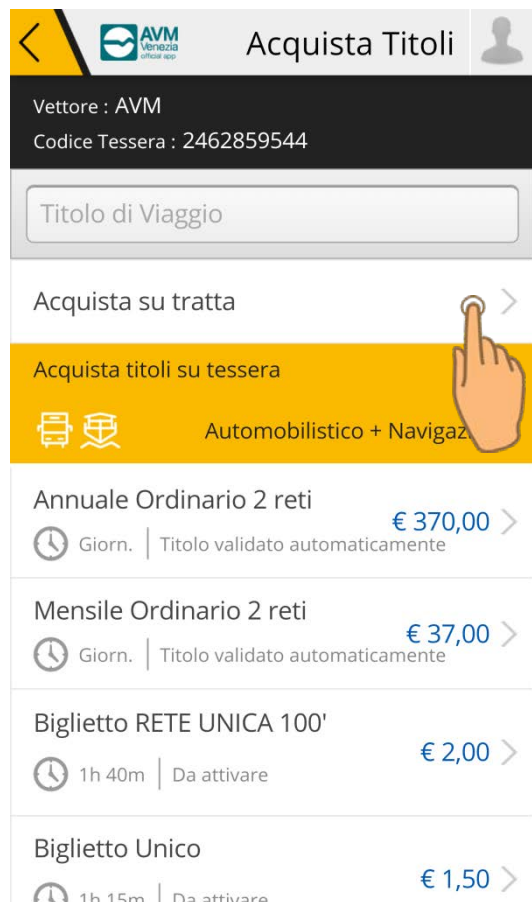 AVM
Venezia
official app
Acquista Titoli
Vettore : AVM
Codice Tessera : 2462859544
Titolo di Viaggio
Acquista su tratta
Acquista titoli su tessera
Automobilistico + Navigaz
Annuale Ordinario 2 reti
€ 370,00
Giorn. | Titolo validato automaticamente
Mensile Ordinario 2 reti
€ 37,00
Giorn. | Titolo validato automaticamente
Biglietto RETE UNICA 100'
€ 2,00
1h 40m | Da attivare
Biglietto Unico
€ 1,50
1h 15m | Da attivare